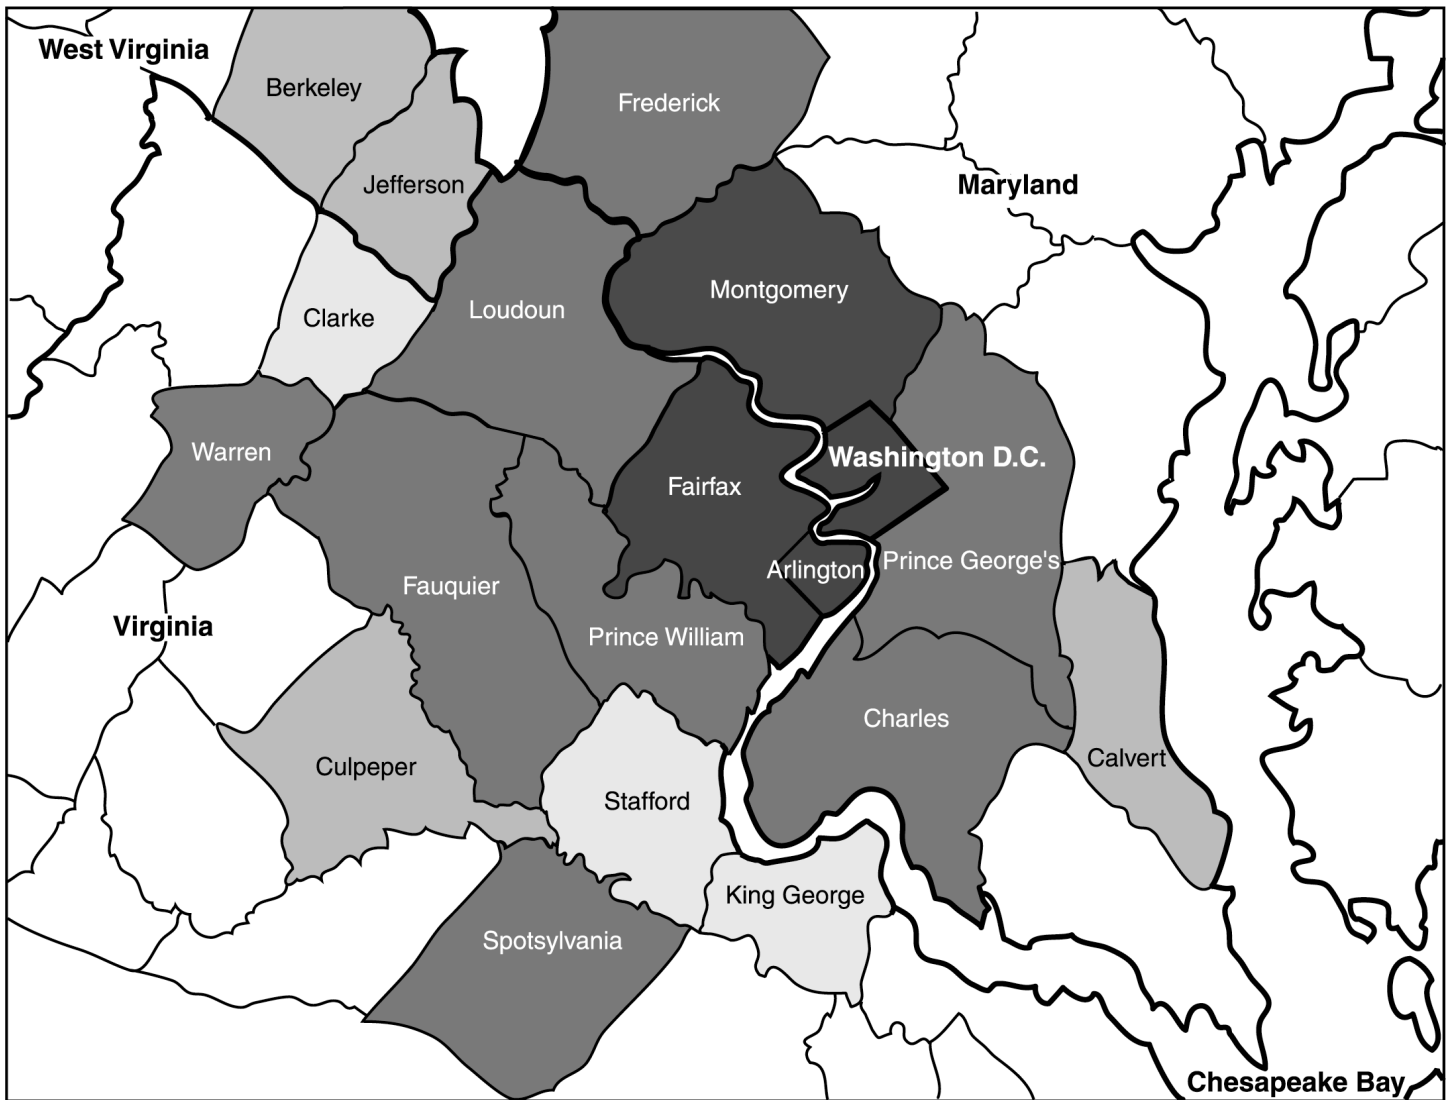 West Virginia
Berkeley
Frederick
Jefferson
Maryland
Montgomery
Loudoun
Clarke
Warren
Washington D.C.
Fairfax
Prince George's
Arlington
Fauquier
Virginia
Prince William
Charles
Calvert
Culpeper
Stafford
King George
Spotsylvania
Chesapeake Bay